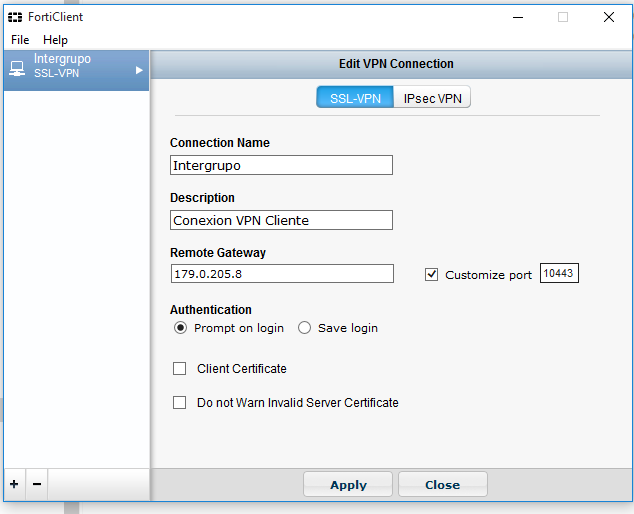 FortiClient
File Help
Intergrupo
SSL-VPN
Edit VPN Connection
SSL-VPN IPsec VPN
Connection Name
Intergrupo
Description
Conexion VPN Cliente
Remote Gateway
179.0.205.8 Customize port 10443
Authentication
Prompt on login Save login
Client Certificate
Do not Warn Invalid Server Certificate
+ − Apply Close